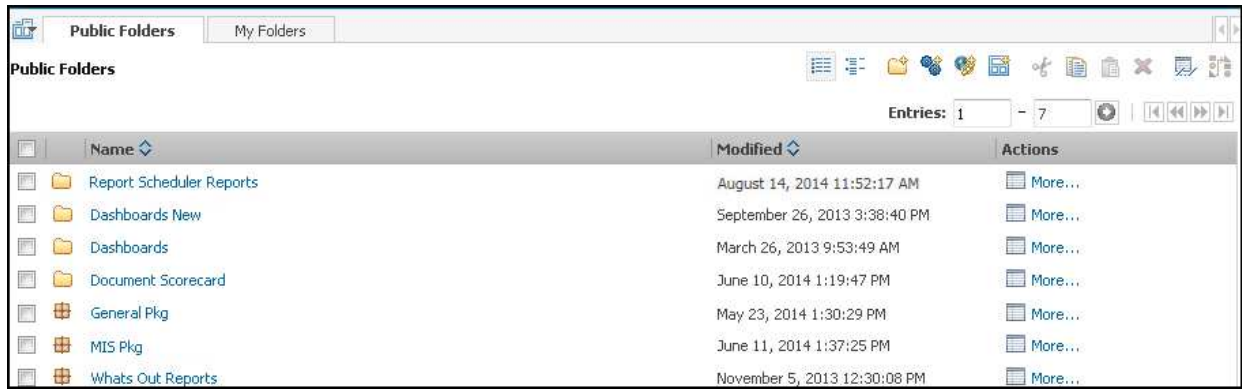 Public Folders My Folders
Public Folders
Entries: 1 - 7
Name Modified Actions
Report Scheduler Reports August 14, 2014 11:52:17 AM More...
Dashboards New September 26, 2013 3:38:40 PM More...
Dashboards March 26, 2013 9:53:49 AM More...
Document Scorecard June 10, 2014 1:19:47 PM More...
General Pkg May 23, 2014 1:30:29 PM More...
MIS Pkg June 11, 2014 1:37:25 PM More...
Whats Out Reports November 5, 2013 12:30:08 PM More...